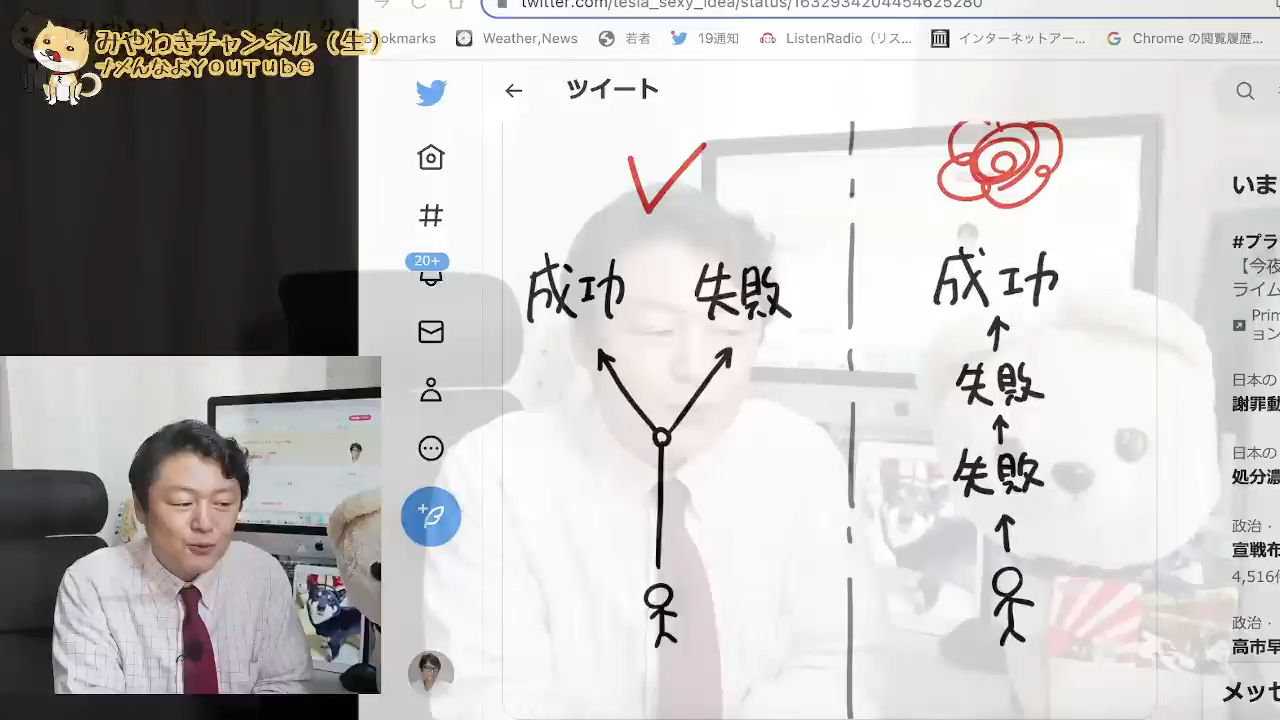 twitter.com/tesla_sexy_idea/status/1632934204454625280
みやわきチャンネル（生）
ナメんなよYouTube
Bookmarks
Weather,News
若者
19通知
ListenRadio（リス...
インターネットアー...
Chrome の閲覧履歴...
ツイート
20+
成功 失敗
成功
失敗
失敗
いま
#プラ
【今夜
ライム
Prim
ョン
日本の
謝罪動
日本の
処分濃
政治・
宣戦布
4,516
政治・
高市早
メッセ